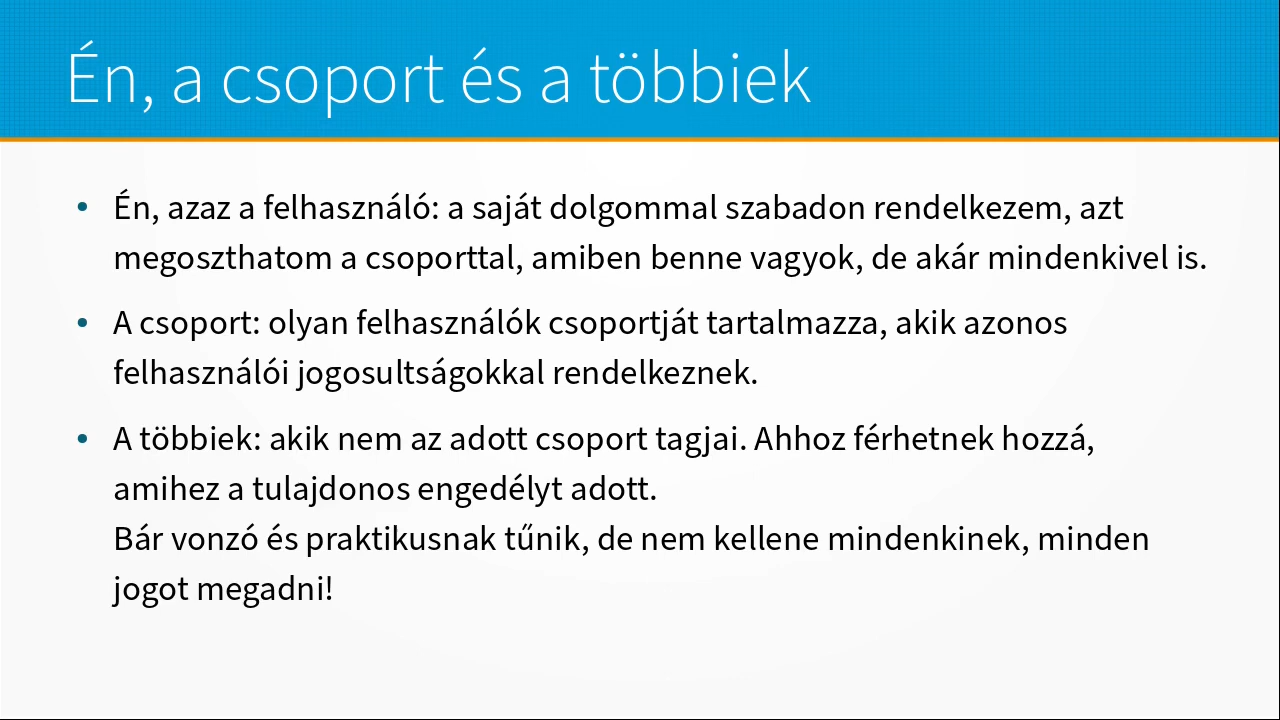 Én, a csoport és a többiek
• Én, azaz a felhasználó: a saját dolgommal szabadon rendelkezem, azt
megoszthatom a csoporttal, amiben benne vagyok, de akár mindenkivel is.
• A csoport: olyan felhasználók csoportját tartalmazza, akik azonos
felhasználói jogosultságokkal rendelkeznek.
• A többiek: akik nem az adott csoport tagjai. Ahhoz férhetnek hozzá,
amihez a tulajdonos engedélyt adott.
Bár vonzó és praktikusnak tűnik, de nem kellene mindenkinek, minden
jogot megadni!